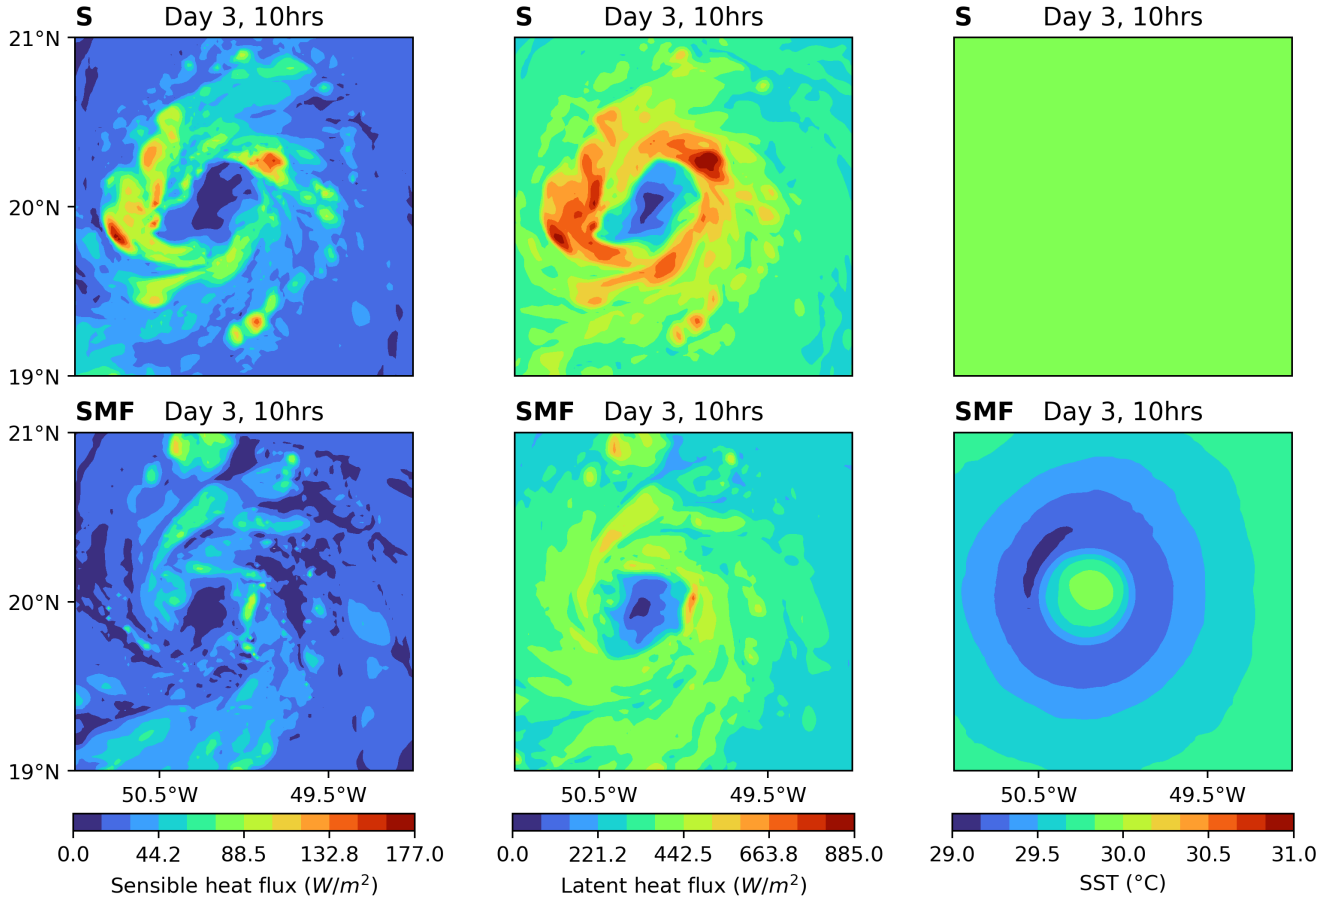 S Day 3, 10hrs
S Day 3, 10hrs
S Day 3, 10hrs
21°N
20°N
19°N
SMF Day 3, 10hrs
SMF Day 3, 10hrs
SMF Day 3, 10hrs
21°N
20°N
19°N
50.5°W 49.5°W
50.5°W 49.5°W
50.5°W 49.5°W
0.0 44.2 88.5 132.8 177.0
0.0 221.2 442.5 663.8 885.0
29.0 29.5 30.0 30.5 31.0
Sensible heat flux (W/m²)
Latent heat flux (W/m²)
SST (°C)